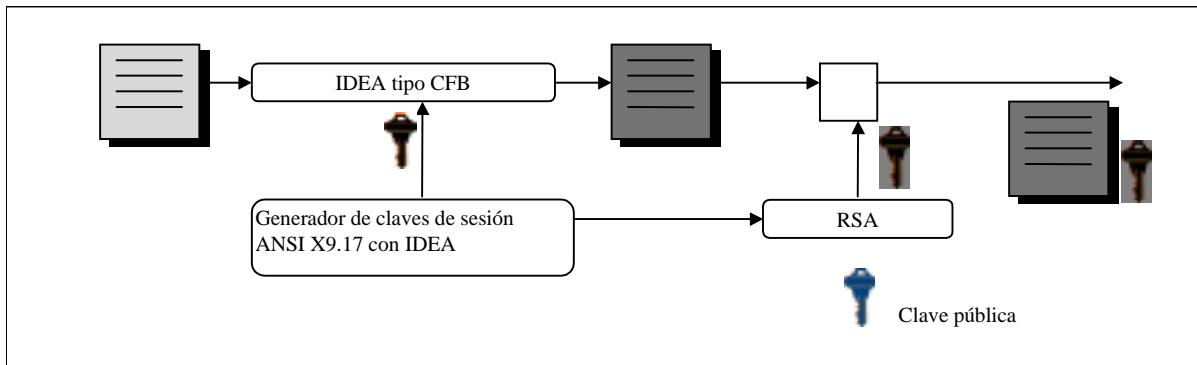 IDEA tipo CFB
Generador de claves de sesión
ANSI X9.17 con IDEA
RSA
Clave pública